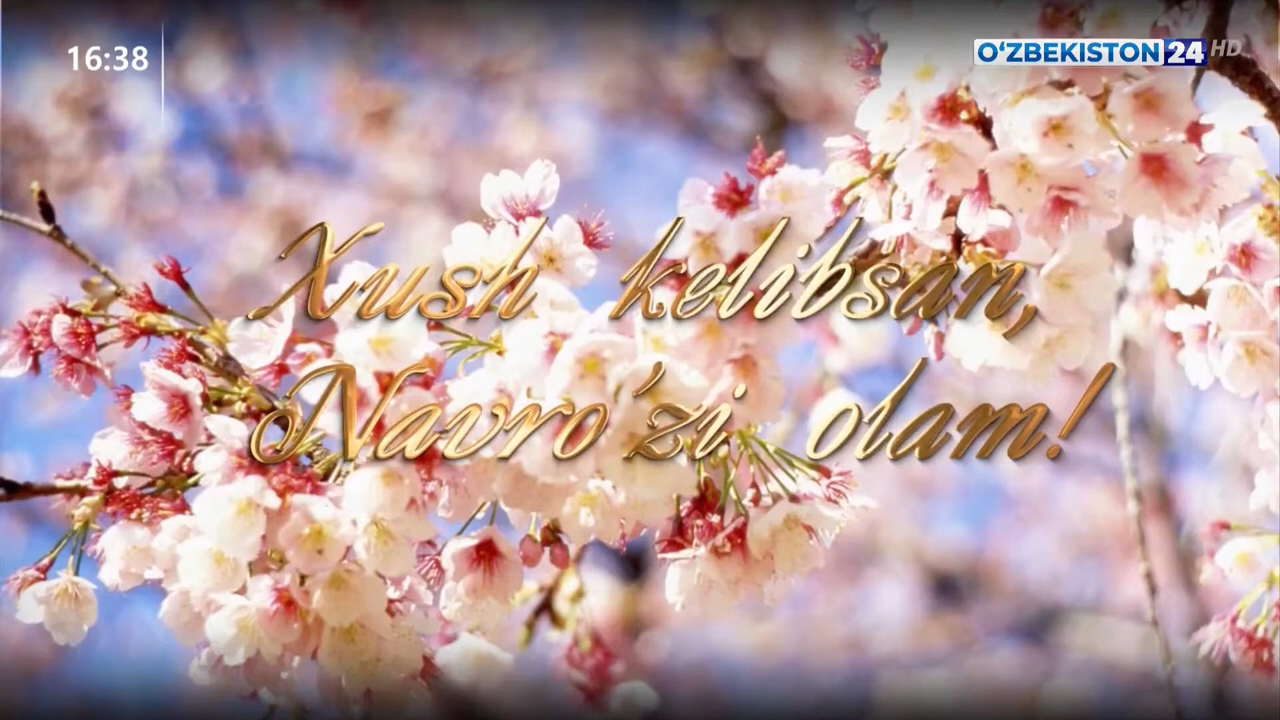 16:38
O‘ZBEKISTON 24 HD
Xush kelibsan,
Navro'zi olam!